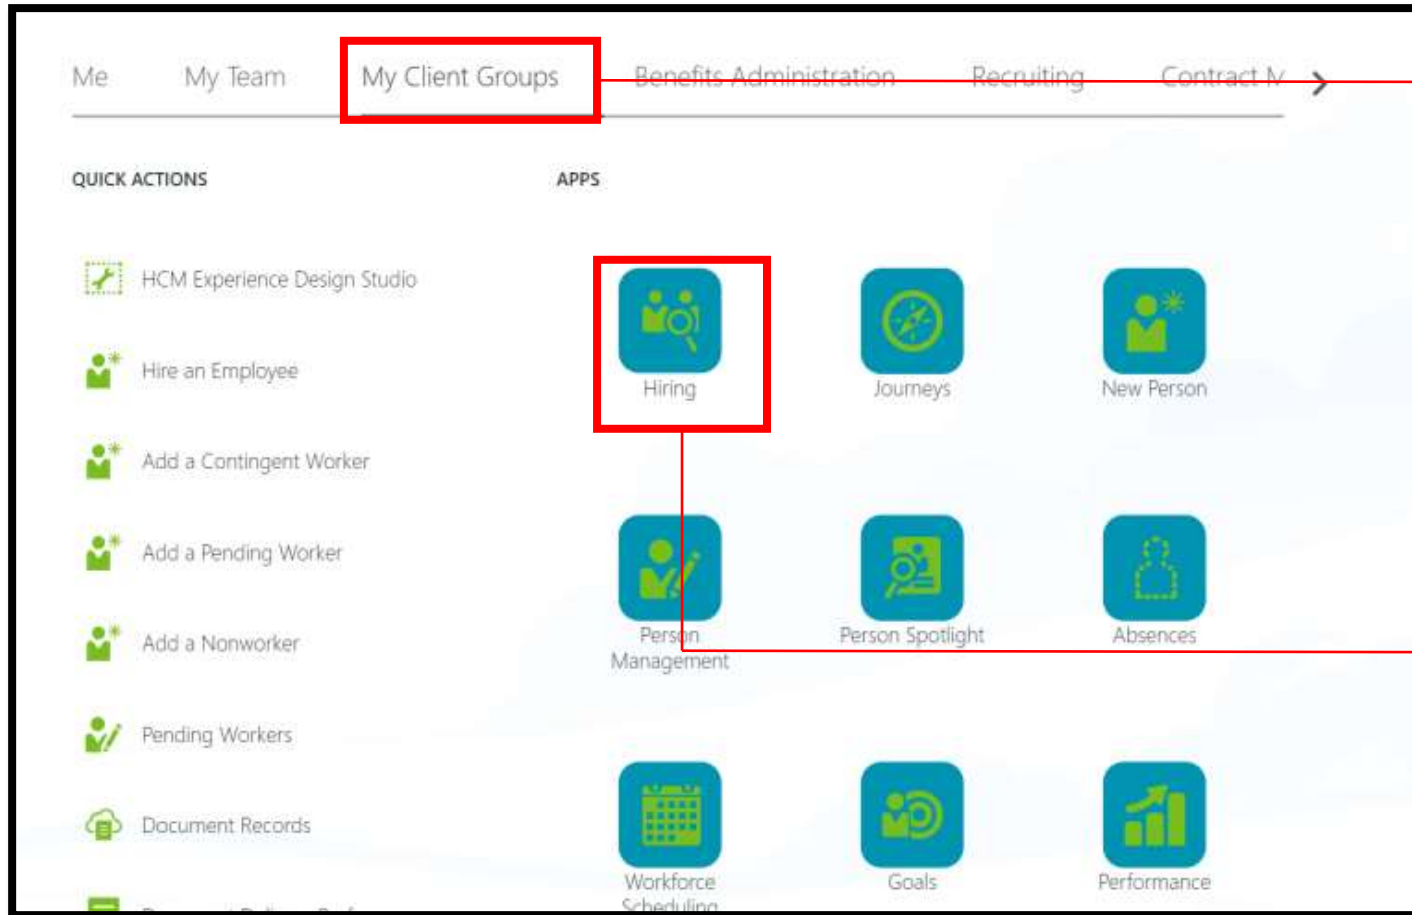 Me My Team My Client Groups Benefits Administration Recruiting Contract
QUICK ACTIONS APPS
HCM Experience Design Studio
Hire an Employee
Add a Contingent Worker
Add a Pending Worker
Add a Nonworker
Pending Workers
Document Records
Hiring Journeys New Person
Person Person Spotlight Absences
Management
Workforce Goals Performance
Scheduling